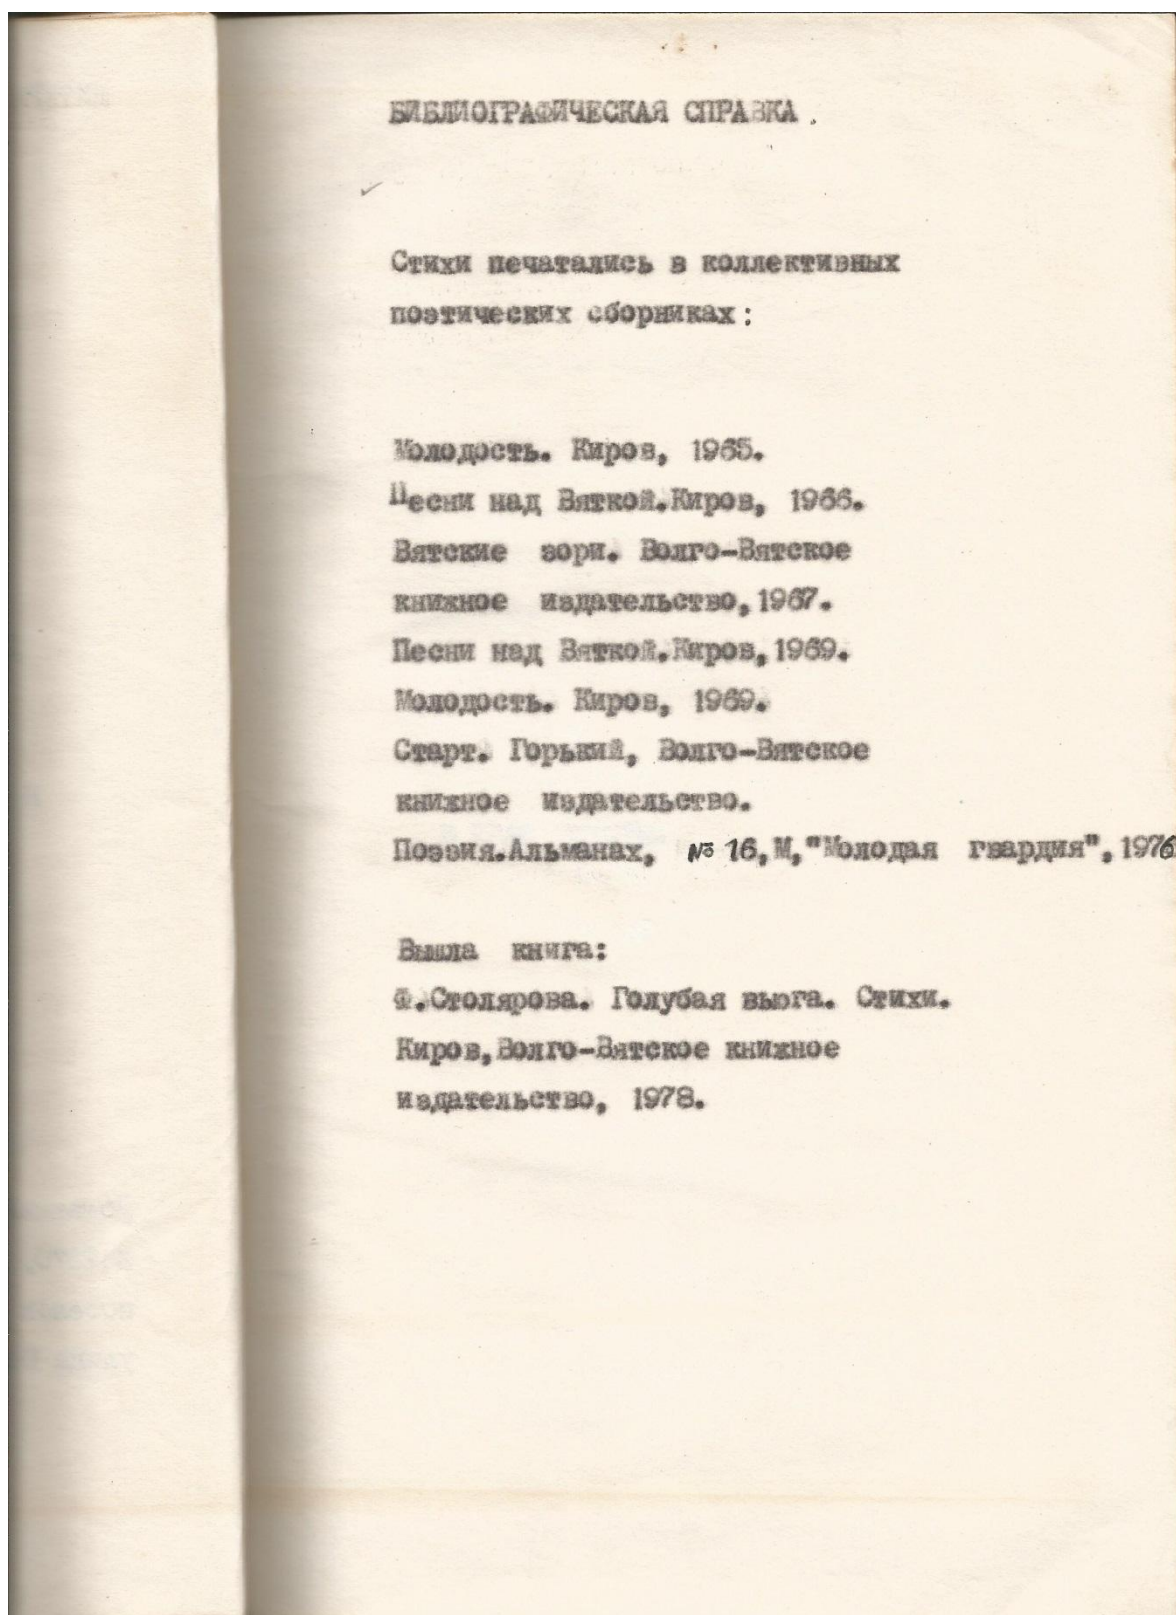 БИБЛИОГРАФИЧЕСКАЯ СПРАВКА.
Стихи печатались в коллективных
поэтических сборниках:
Молодость. Киров, 1965.
Песни над Вяткой.Киров, 1966.
Вятские зори. Волго-Вятское
книжное издательство,1967.
Песни над Вяткой.Киров,1969.
Молодость. Киров, 1969.
Старт. Горький, Волго-Вятское
книжное издательство.
Поэзия.Альманах, № 16,М,"Молодая гвардия",1976
Вышла книга:
Ф.Столярова. Голубая вьюга. Стихи.
Киров,Волго-Вятское книжное
издательство, 1978.